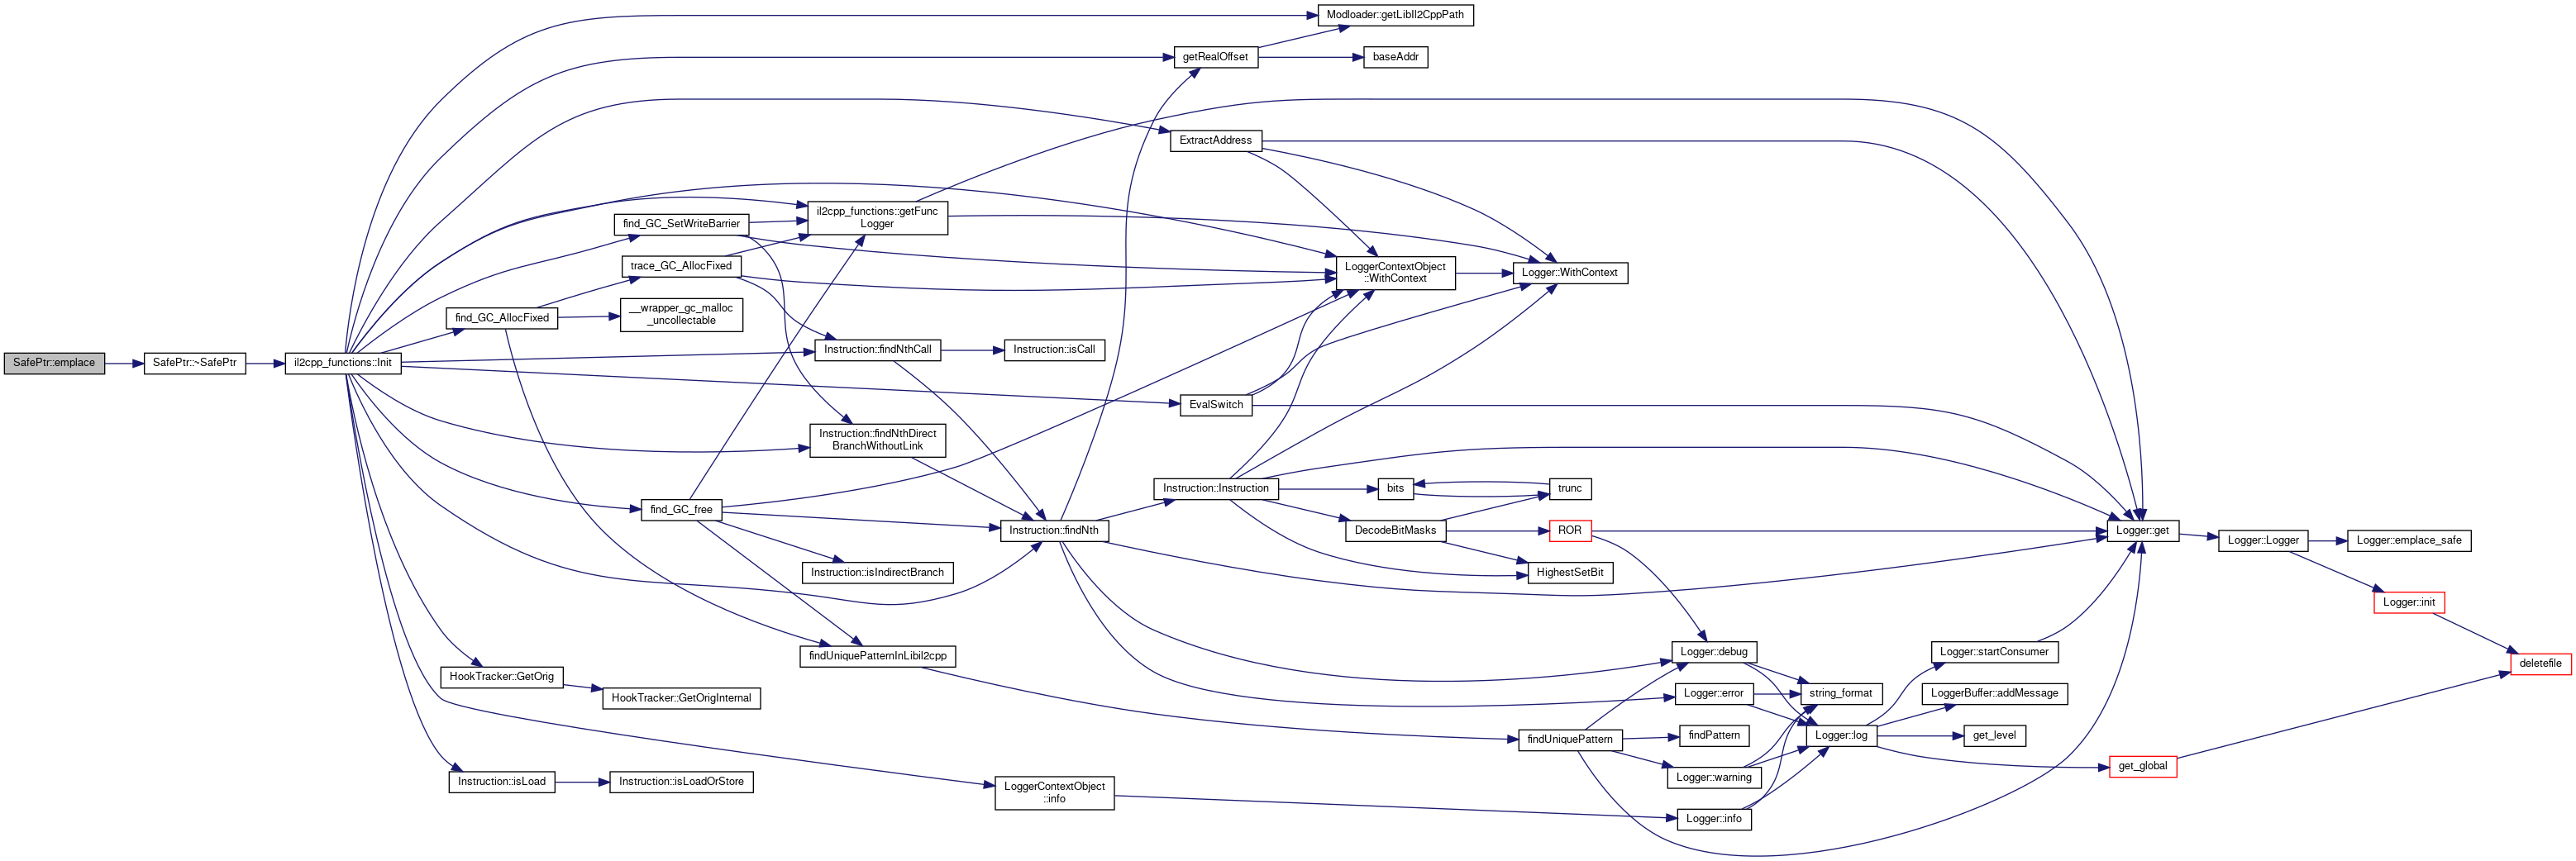 Modloader::getLibIl2CppPath
getRealOffset
baseAddr
ExtractAddress
il2cpp_functions::getFunc
Logger
find_GC_SetWriteBarrier
trace_GC_AllocFixed
LoggerContextObject
::WithContext
Logger::WithContext
__wrapper_gc_malloc
_uncollectable
find_GC_AllocFixed
SafePtr::emplace
SafePtr::~SafePtr
il2cpp_functions::Init
Instruction::findNthCall
Instruction::isCall
EvalSwitch
Instruction::findNthDirect
BranchWithoutLink
Instruction::Instruction
bits
trunc
find_GC_free
Instruction::findNth
DecodeBitMasks
ROR
Logger::get
Logger::Logger
Logger::emplace_safe
Instruction::isIndirectBranch
HighestSetBit
Logger::init
findUniquePatternInLibil2cpp
Logger::debug
Logger::startConsumer
deletefile
HookTracker::GetOrig
HookTracker::GetOrigInternal
Logger::error
string_format
LoggerBuffer::addMessage
findUniquePattern
findPattern
Logger::log
get_level
get_global
Instruction::isLoad
Instruction::isLoadOrStore
Logger::warning
LoggerContextObject
::info
Logger::info